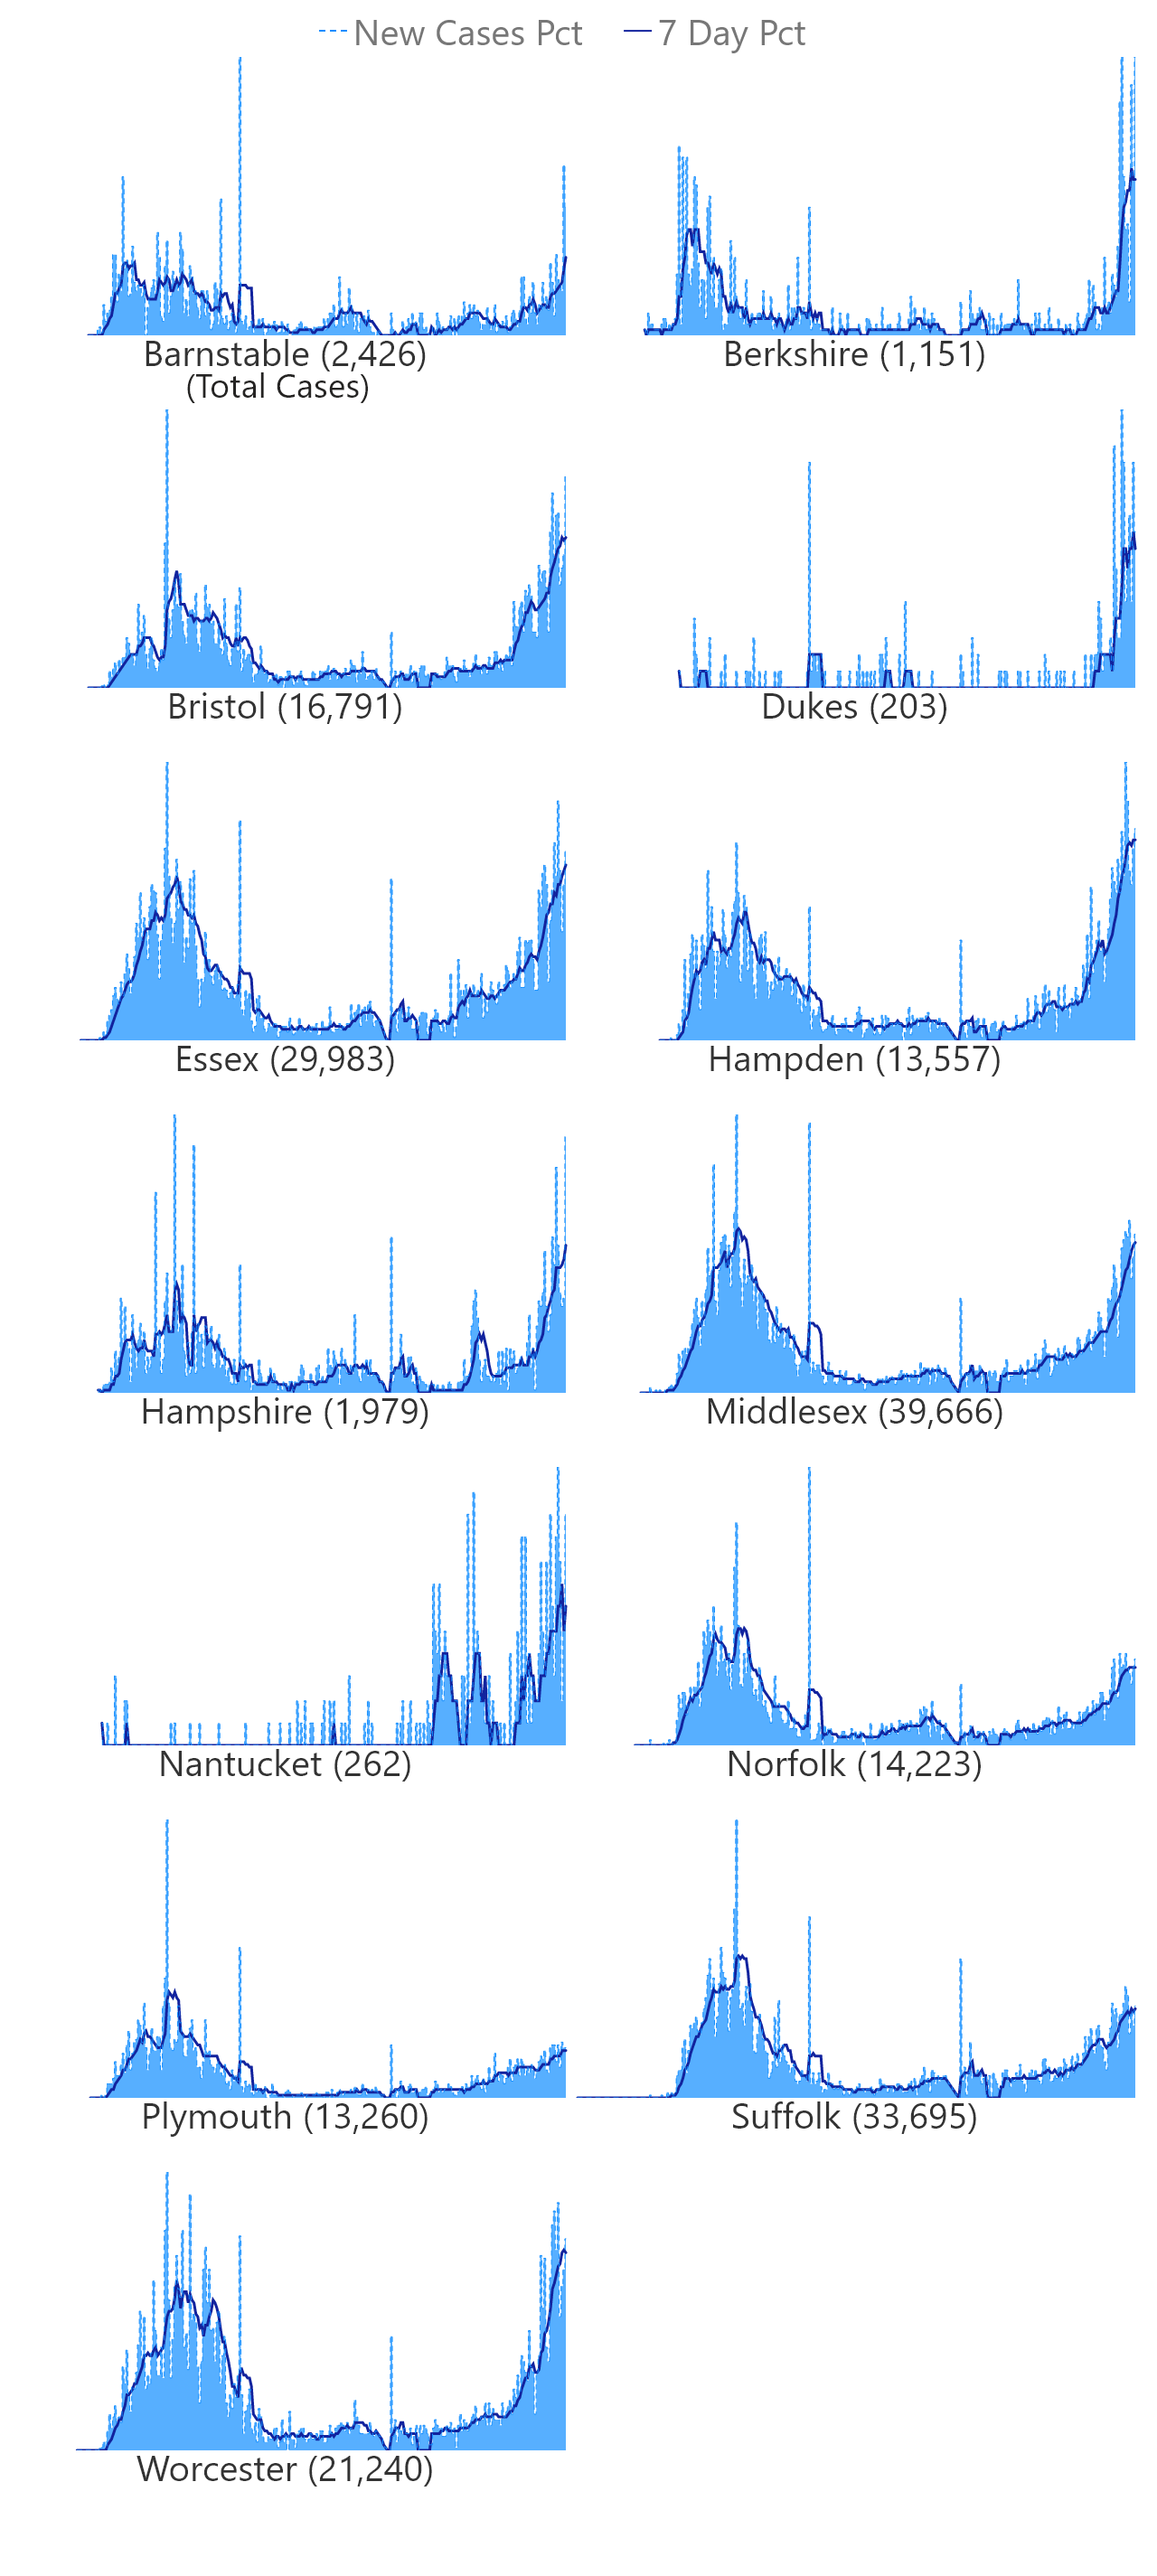 New Cases Pct 7 Day Pct
Barnstable (2,426) Berkshire (1,151)
(Total Cases)
Bristol (16,791) Dukes (203)
Essex (29,983) Hampden (13,557)
Hampshire (1,979) Middlesex (39,666)
Nantucket (262) Norfolk (14,223)
Plymouth (13,260) Suffolk (33,695)
Worcester (21,240)